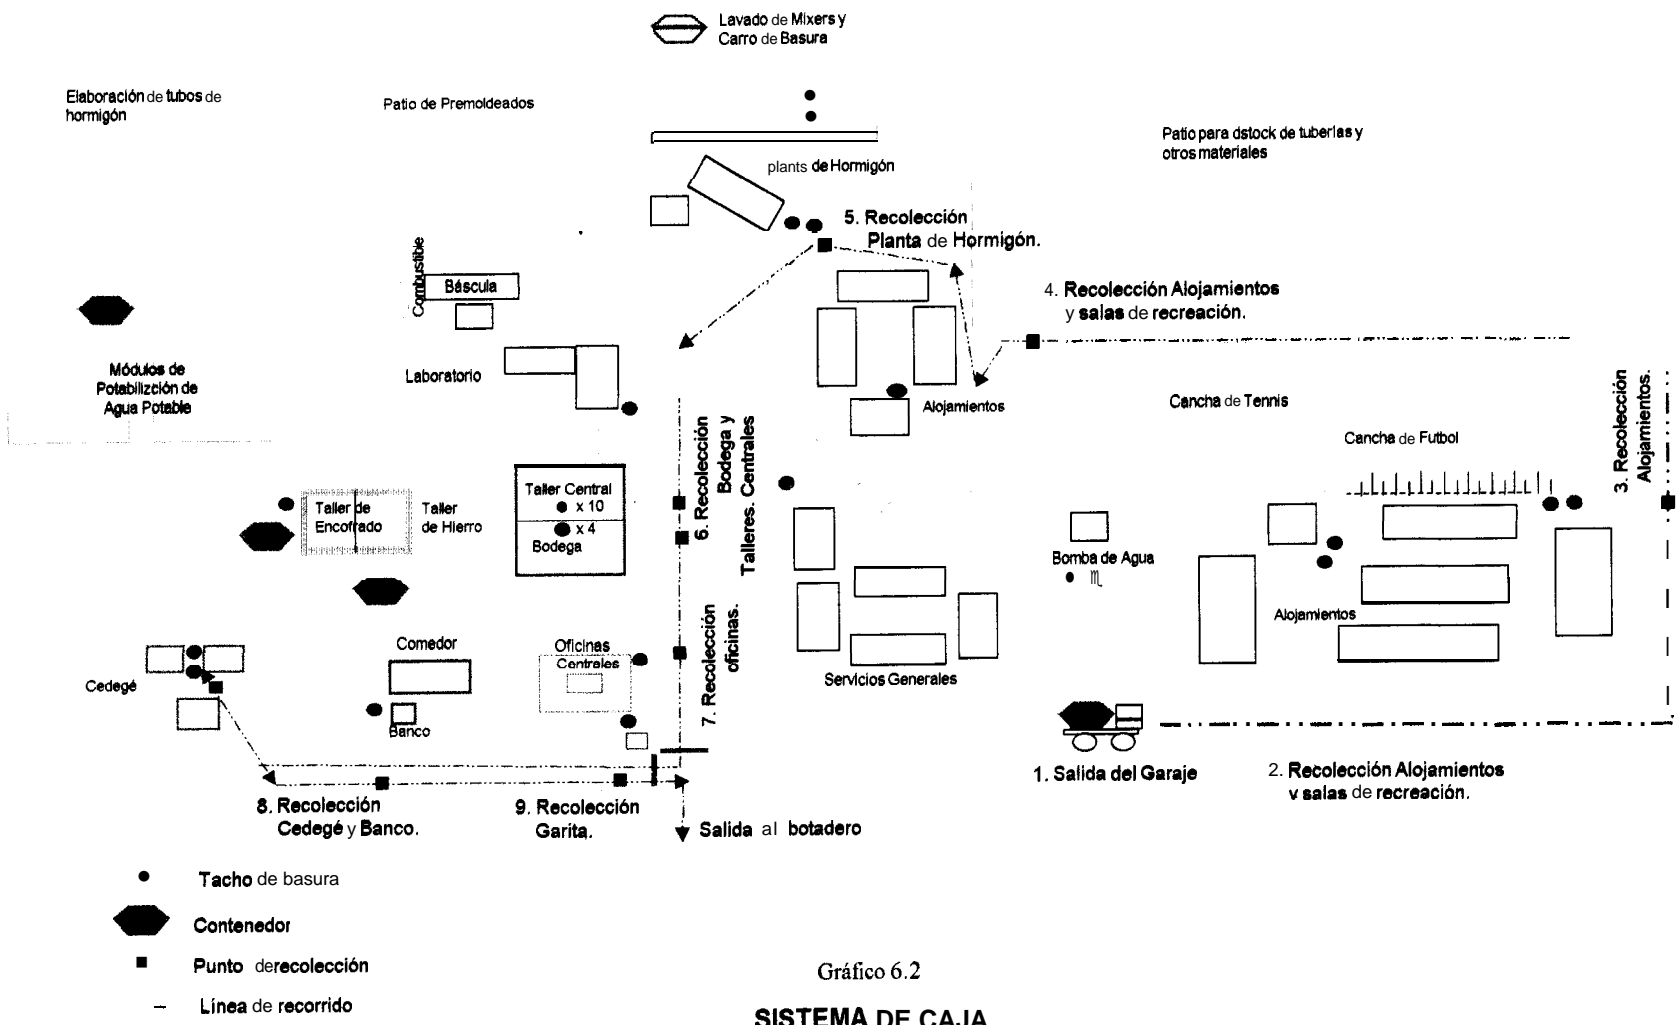 Lavado de Mixers y
Carro de Basura
Elaboración de tubos de
hormigón
Patio de Premoldeados
Patio para dstock de tuberías y
otros materiales
plants de Hormigón
5. Recolección
Planta de Hormigón.
Combustible
Báscula
4. Recolección Alojamientos
y salas de recreación.
Módulos de
Potabilizción de
Agua Potable
Laboratorio
Alojamientos
Cancha de Tennis
Cancha de Futbol
3. Recolección
Alojamientos.
6. Recolección
Bodega y
Talleres. Centrales
Taller de
Encofrado
Taller
de Hierro
Taller Central
x 10
x 4
Bodega
Bomba de Agua
♏
Alojamientos
Cedegé
Comedor
Banco
Oficinas
Centrales
7. Recolección
oficinas.
Servicios Generales
1. Salida del Garaje
2. Recolección Alojamientos
y salas de recreación.
8. Recolección
Cedegé y Banco.
9. Recolección
Garita.
Salida al botadero
Tacho de basura
Contenedor
Punto derecolección
Línea de recorrido
Gráfico 6.2
SISTEMA DE CAJA